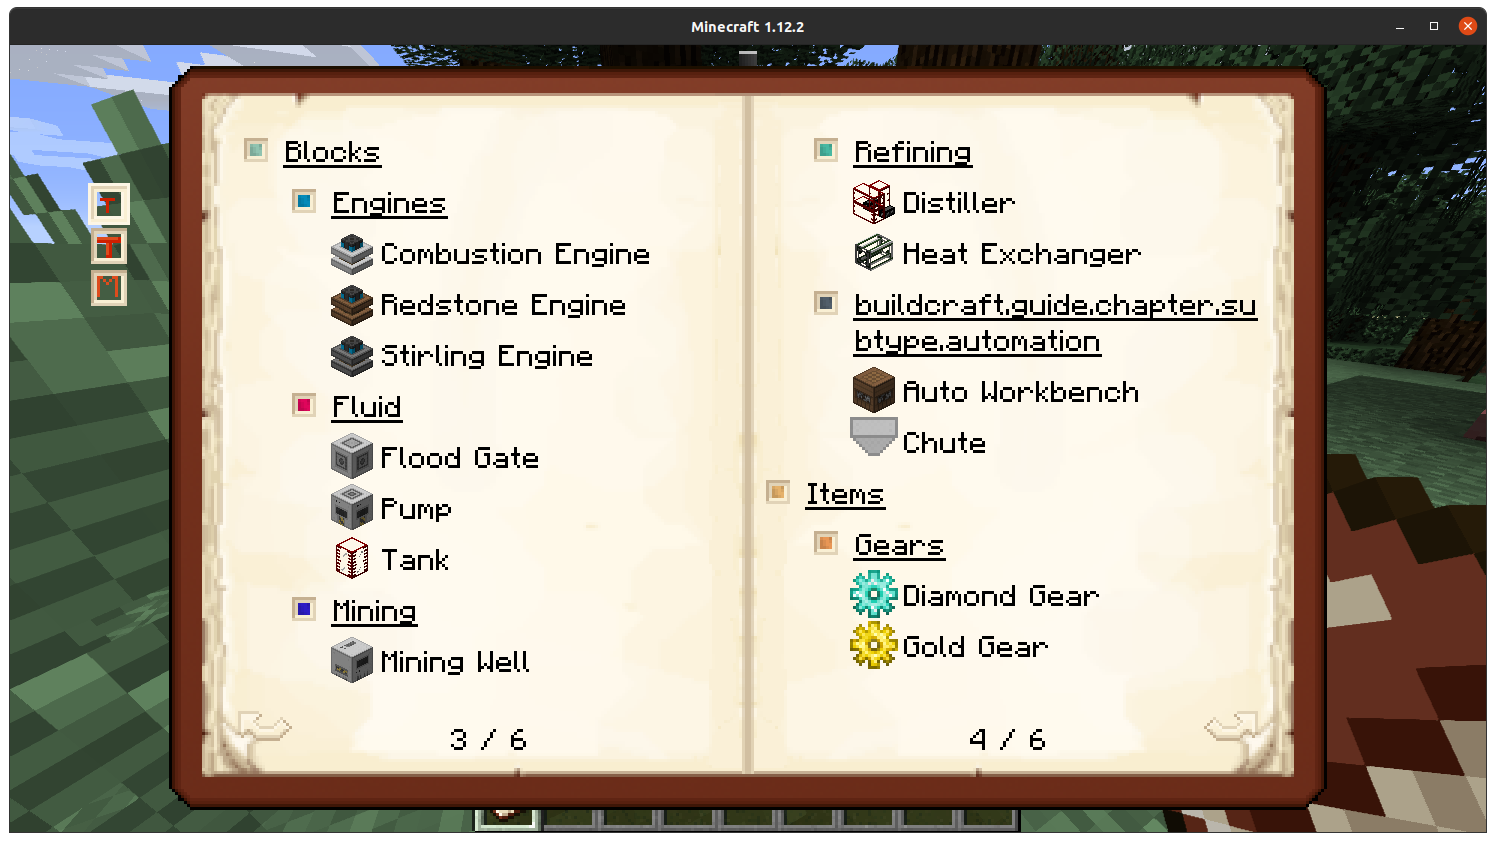 Minecraft 1.12.2
T
T
M
Blocks
Engines
Combustion Engine
Redstone Engine
Stirling Engine
Fluid
Flood Gate
Pump
Tank
Mining
Mining Well
3 / 6
Refining
Distiller
Heat Exchanger
buildcraft.guide.chapter.su
btype.automation
Auto Workbench
Chute
Items
Gears
Diamond Gear
Gold Gear
4 / 6